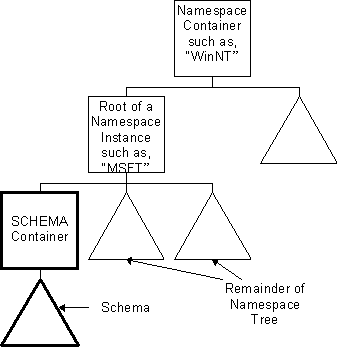 Namespace
Container
such as,
"WinNT"
Root of a
Namespace
Instance
such as,
"MSFT"
SCHEMA
Container
Schema
Remainder of
Namespace
Tree